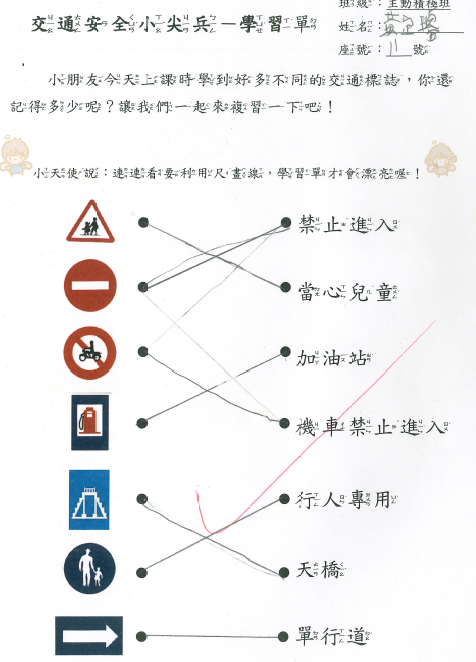 班級：主動積極班
交通安全小尖兵－學習單
姓名：
座號：11號
小朋友今天上課時學到好多不同的交通標誌，你還
記得多少呢？讓我們一起來複習一下吧！
小天使說：連連看要利用尺畫線，學習單才會漂亮喔！
禁止進入
當心兒童
加油站
機車禁止進入
行人專用
天橋
單行道